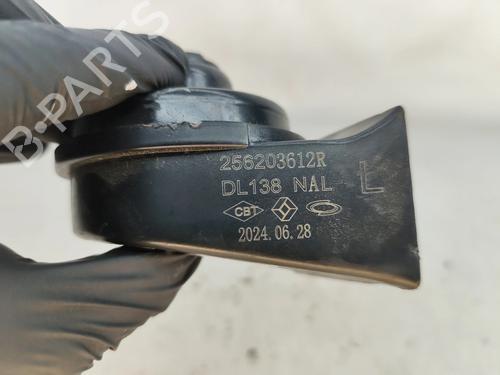 B-PARTS
256203612R
DL138 NAL L
CBT
2024.06.28